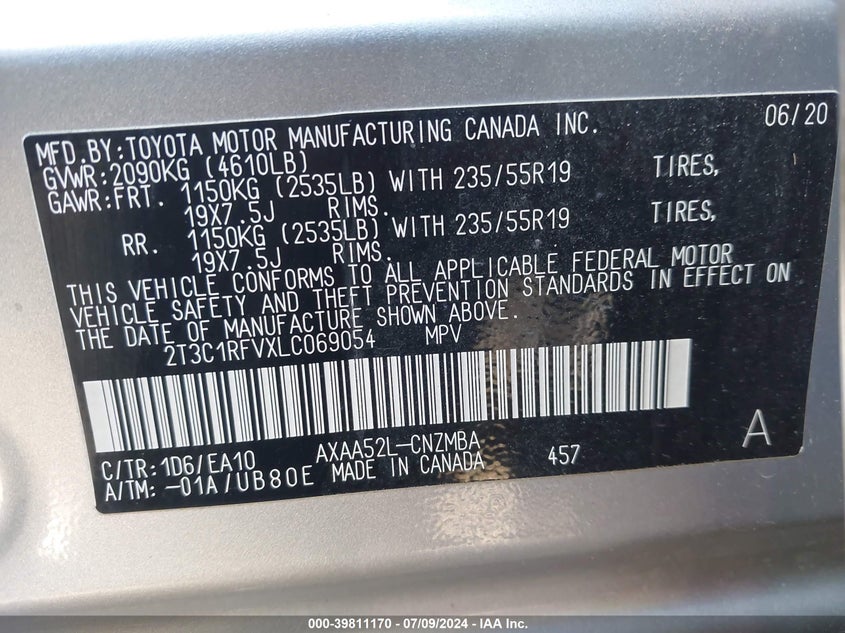 06/20
MFD.BY:TOYOTA MOTOR MANUFACTURING CANADA INC.
GVWR:2090KG (4610LB)
GAWR:FRT. 1150KG (2535LB) WITH 235/55R19 TIRES,
19X7.5J RIMS.
RR. 1150KG (2535LB) WITH 235/55R19 TIRES,
19X7.5J RIMS.
THIS VEHICLE CONFORMS TO ALL APPLICABLE FEDERAL MOTOR
VEHICLE SAFETY AND THEFT PREVENTION STANDARDS IN EFFECT ON
THE DATE OF MANUFACTURE SHOWN ABOVE.
2T3C1RFVXLC069054 MPV
C/TR:1D6/EA10 AXAA52L-CNZMBA A
A/TM:-01A/UB80E MADE IN CANADA 457
000-39811170 - 07/09/2024 - IAA Inc.